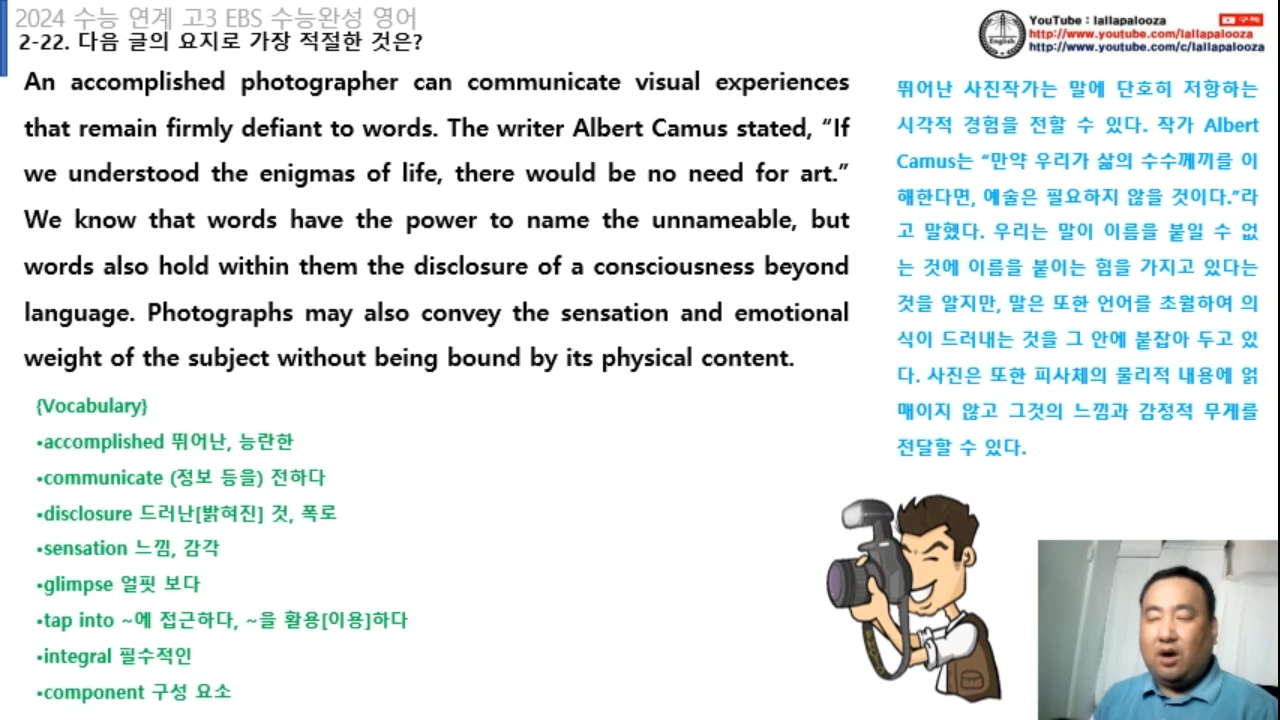 2024 수능 연계 고3 EBS 수능완성 영어
2-22. 다음 글의 요지로 가장 적절한 것은?
YouTube : lallapalooza
구독
http://www.youtube.com/lallapalooza
http://www.youtube.com/c/lallapalooza
English
An accomplished photographer can communicate visual experiences
that remain firmly defiant to words. The writer Albert Camus stated, “If
we understood the enigmas of life, there would be no need for art.”
We know that words have the power to name the unnameable, but
words also hold within them the disclosure of a consciousness beyond
language. Photographs may also convey the sensation and emotional
weight of the subject without being bound by its physical content.
뛰어난 사진작가는 말에 단호히 저항하는
시각적 경험을 전할 수 있다. 작가 Albert
Camus는 “만약 우리가 삶의 수수께끼를 이
해한다면, 예술은 필요하지 않을 것이다.”라
고 말했다. 우리는 말이 이름을 붙일 수 없
는 것에 이름을 붙이는 힘을 가지고 있다는
것을 알지만, 말은 또한 언어를 초월하여 의
식이 드러내는 것을 그 안에 붙잡아 두고 있
다. 사진은 또한 피사체의 물리적 내용에 얽
매이지 않고 그것의 느낌과 감정적 무게를
전달할 수 있다.
{Vocabulary}
•accomplished 뛰어난, 능란한
•communicate (정보 등을) 전하다
•disclosure 드러난[밝혀진] 것, 폭로
•sensation 느낌, 감각
•glimpse 얼핏 보다
•tap into ~에 접근하다, ~을 활용[이용]하다
•integral 필수적인
•component 구성 요소